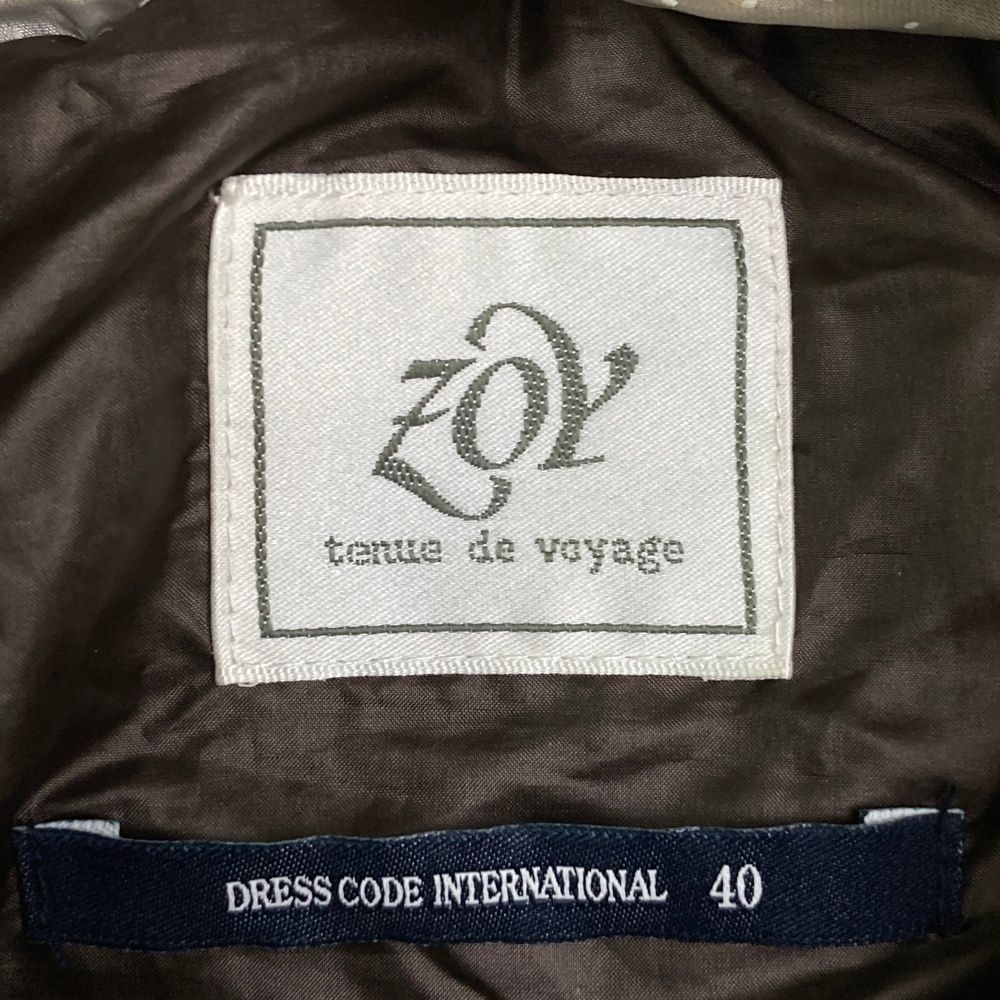 ZOY
tenue de voyage
DRESS CODE INTERNATIONAL 40